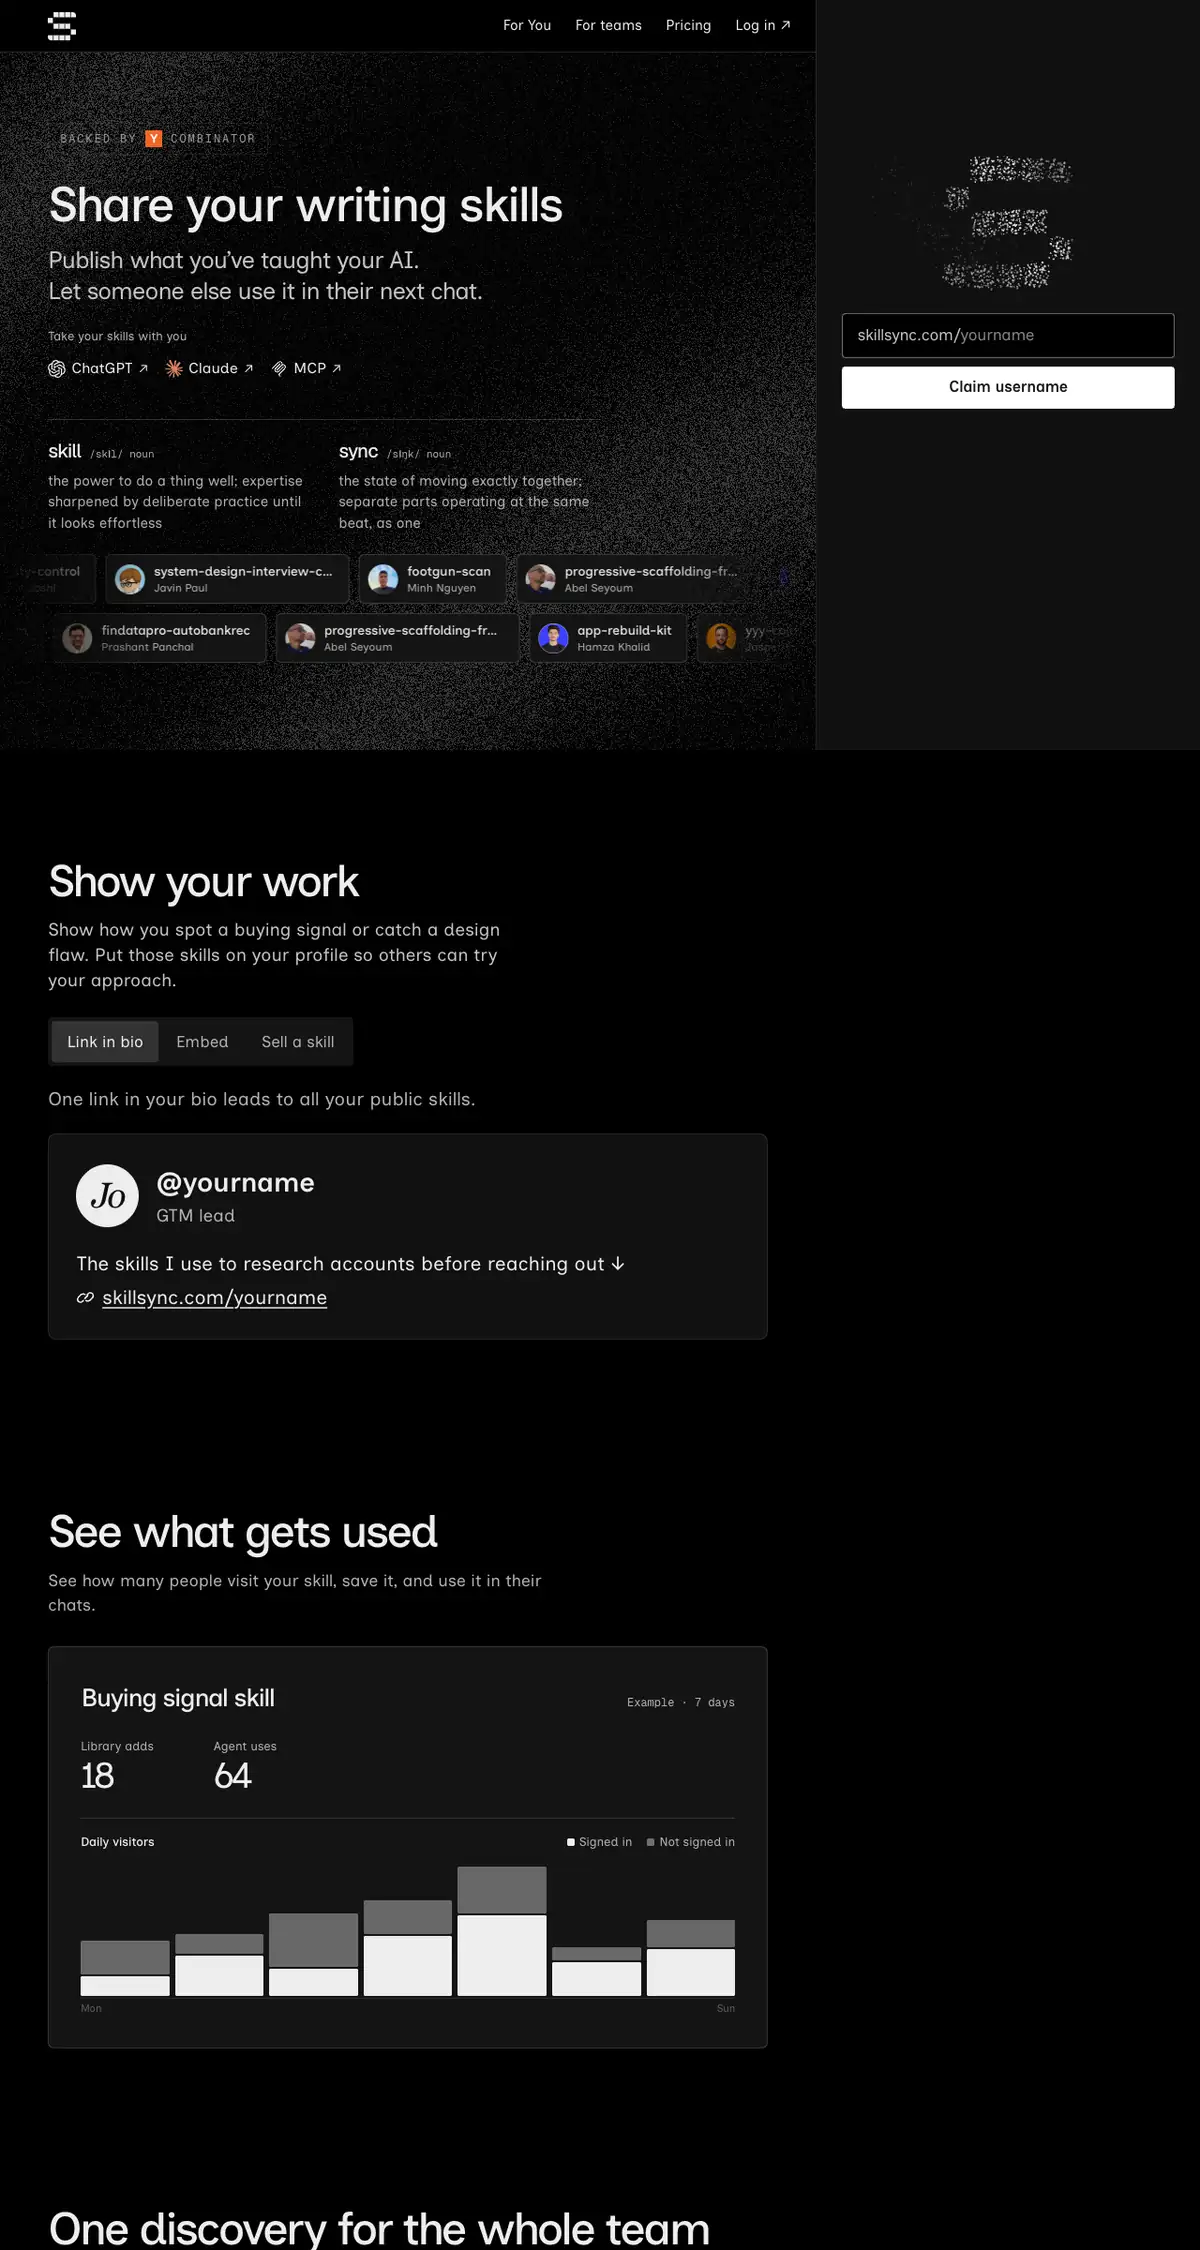 For You For teams Pricing Log in ↗
BACKED BY Y COMBINATOR
Share your writing skills
Publish what you’ve taught your AI.
Let someone else use it in their next chat.
Take your skills with you
ChatGPT ↗ Claude ↗ MCP ↗
skill /skɪl/ noun
the power to do a thing well; expertise
sharpened by deliberate practice until
it looks effortless
sync /sɪŋk/ noun
the state of moving exactly together;
separate parts operating at the same
beat, as one
skillsync.com/yourname
Claim username
system-design-interview-c...
Javin Paul
footgun-scan
Minh Nguyen
progressive-scaffolding-fr...
Abel Seyoum
findatapro-autobankrec
Prashant Panchal
progressive-scaffolding-fr...
Abel Seyoum
app-rebuild-kit
Hamza Khalid
Show your work
Show how you spot a buying signal or catch a design
flaw. Put those skills on your profile so others can try
your approach.
Link in bio Embed Sell a skill
One link in your bio leads to all your public skills.
Jo
@yourname
GTM lead
The skills I use to research accounts before reaching out ↓
skillsync.com/yourname
See what gets used
See how many people visit your skill, save it, and use it in their
chats.
Buying signal skill
Example · 7 days
Library adds Agent uses
18 64
Daily visitors
Signed in Not signed in
Mon Sun
One discovery for the whole team